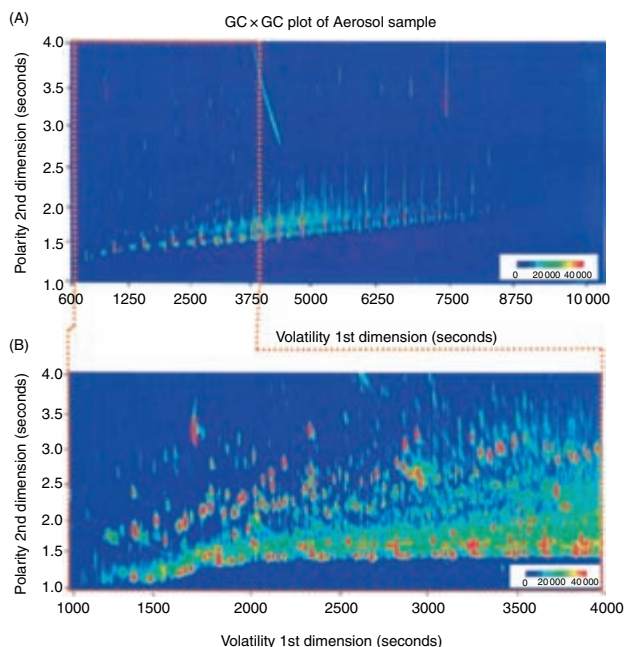 (A)
GC × GC plot of Aerosol sample
Polarity 2nd dimension (seconds)
4.0
3.5
3.0
2.5
2.0
1.5
1.0
0 20 000 40 000
600 1250 2500 3750 5000 6250 7500 8750 10 000
Volatility 1st dimension (seconds)
(B)
Polarity 2nd dimension (seconds)
4.0
3.5
3.0
2.5
2.0
1.5
1.0
0 20 000 40 000
1000 1500 2000 2500 3000 3500 4000
Volatility 1st dimension (seconds)